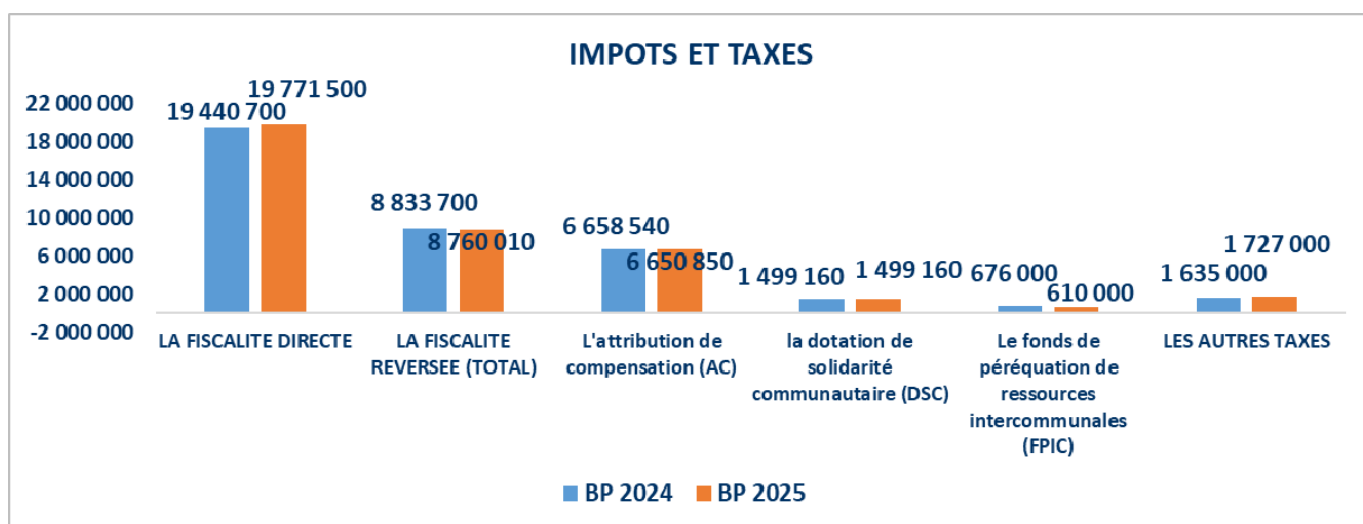 IMPOTS ET TAXES
22 000 000
18 000 000
14 000 000
10 000 000
6 000 000
2 000 000
-2 000 000
19 440 700
19 771 500
8 833 700
8 760 010
6 658 540
6 650 850
1 499 160
1 499 160
676 000
610 000
1 635 000
1 727 000
LA FISCALITE DIRECTE
LA FISCALITE
REVERSEE (TOTAL)
L'attribution de
compensation (AC)
la dotation de
solidarité
communautaire (DSC)
Le fonds de
péréquation de
ressources
intercommunales
(FPIC)
LES AUTRES TAXES
BP 2024
BP 2025